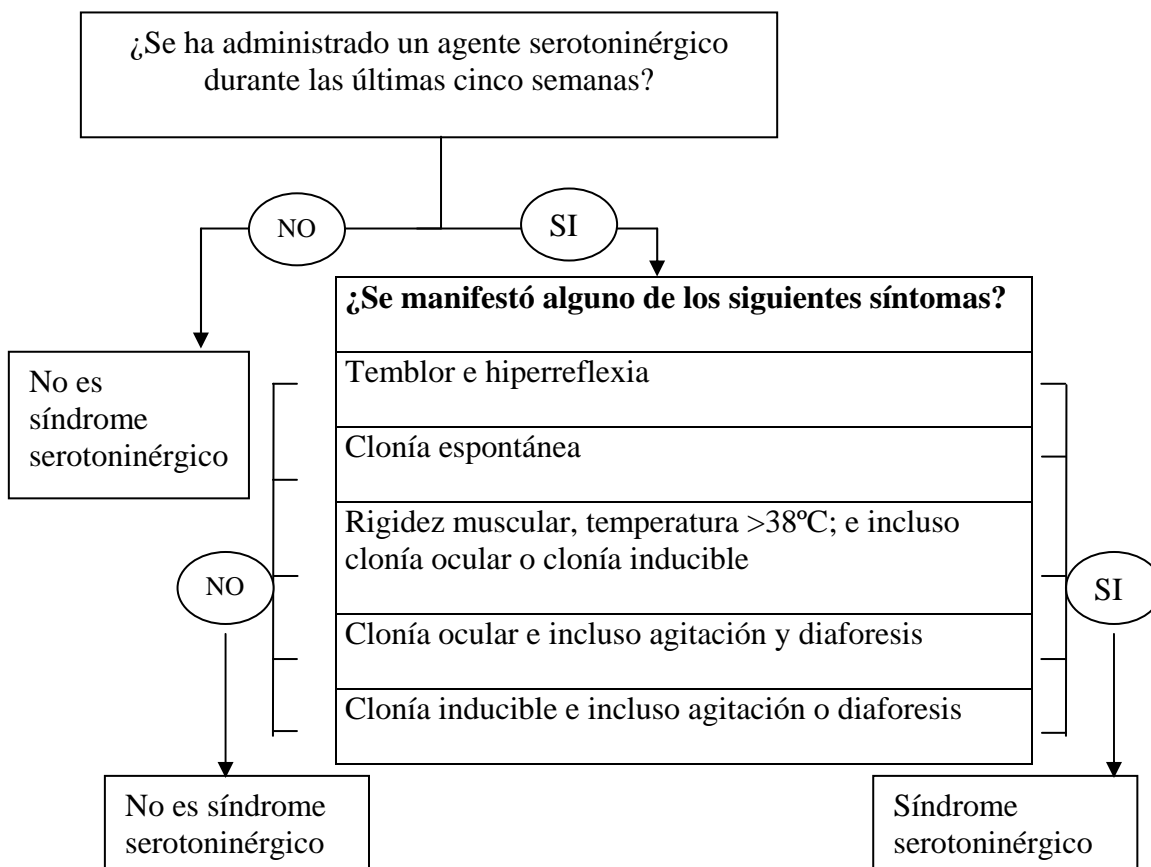 ¿Se ha administrado un agente serotoninérgico
durante las últimas cinco semanas?
NO
SI
¿Se manifestó alguno de los siguientes síntomas?
No es
síndrome
serotoninérgico
Temblor e hiperreflexia
Clonía espontánea
Rigidez muscular, temperatura >38ºC; e incluso
clonía ocular o clonía inducible
NO
SI
Clonía ocular e incluso agitación y diaforesis
Clonía inducible e incluso agitación o diaforesis
No es síndrome
serotoninérgico
Síndrome
serotoninérgico